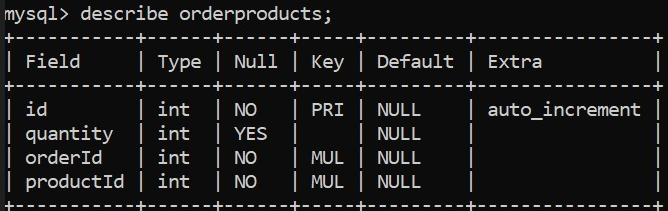 mysql> describe orderproducts;
+-----------+------+------+-----+---------+----------------+
| Field     | Type | Null | Key | Default | Extra          |
+-----------+------+------+-----+---------+----------------+
| id        | int  | NO   | PRI | NULL    | auto_increment |
| quantity  | int  | YES  |     | NULL    |                |
| orderId   | int  | NO   | MUL | NULL    |                |
| productId | int  | NO   | MUL | NULL    |                |
+-----------+------+------+-----+---------+----------------+